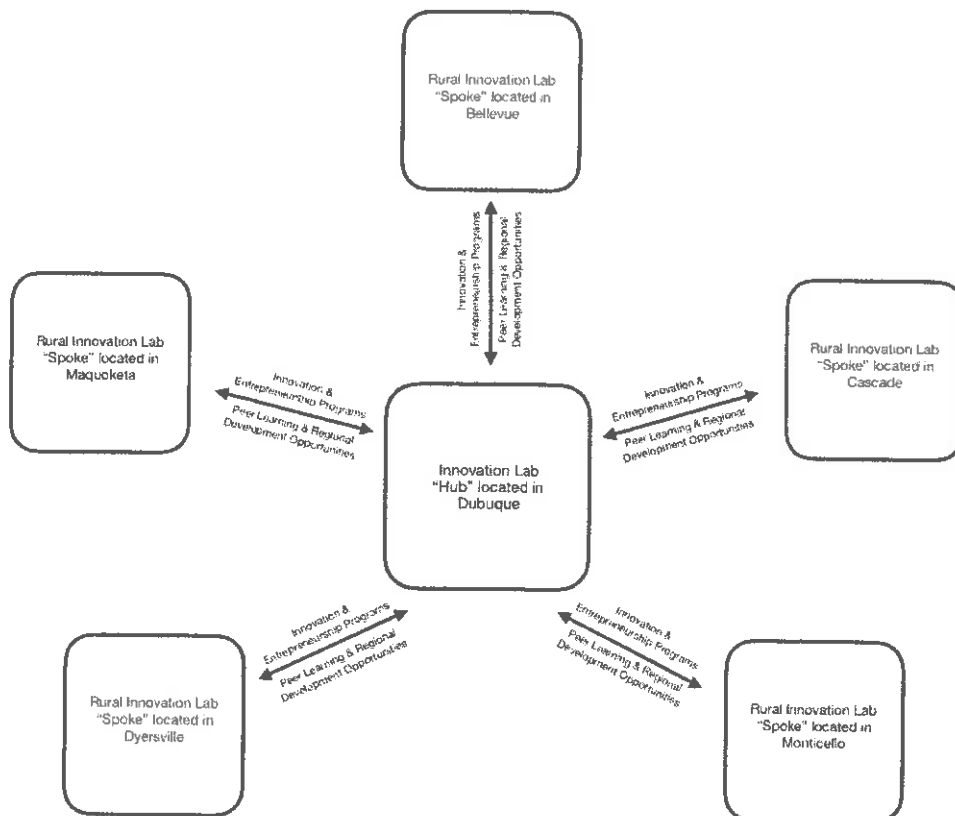 Rural Innovation Lab
“Spoke” located in
Bellevue
Innovation &
Entrepreneurship Programs
Peer Learning & Regional
Development Opportunities
Rural Innovation Lab
“Spoke” located in
Maquoketa
Innovation &
Entrepreneurship Programs
Peer Learning & Regional
Development Opportunities
Rural Innovation Lab
“Spoke” located in
Cascade
Innovation &
Entrepreneurship Programs
Peer Learning & Regional
Development Opportunities
Innovation Lab
“Hub” located in
Dubuque
Innovation &
Entrepreneurship Programs
Peer Learning & Regional
Development Opportunities
Rural Innovation Lab
“Spoke” located in
Dyersville
Innovation &
Entrepreneurship Programs
Peer Learning & Regional
Development Opportunities
Rural Innovation Lab
“Spoke” located in
Monticello